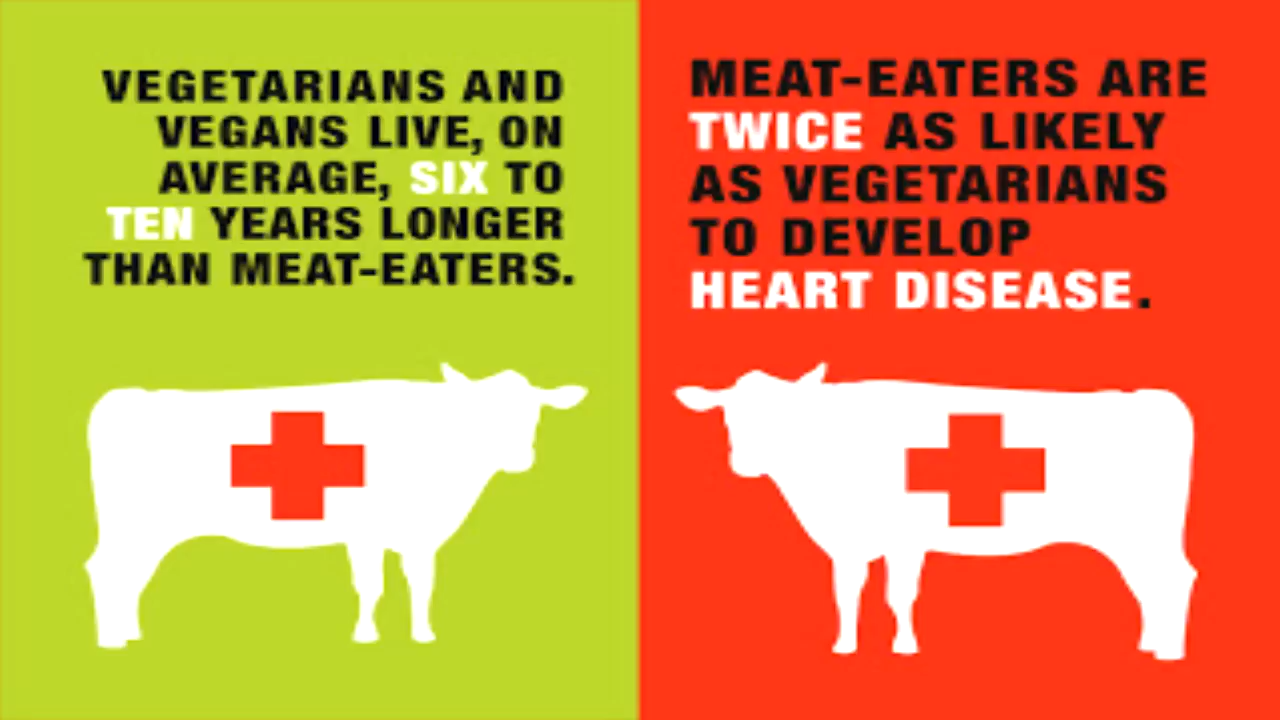 VEGETARIANS AND
VEGANS LIVE, ON
AVERAGE, SIX TO
TEN YEARS LONGER
THAN MEAT-EATERS.
MEAT-EATERS ARE
TWICE AS LIKELY
AS VEGETARIANS
TO DEVELOP
HEART DISEASE.